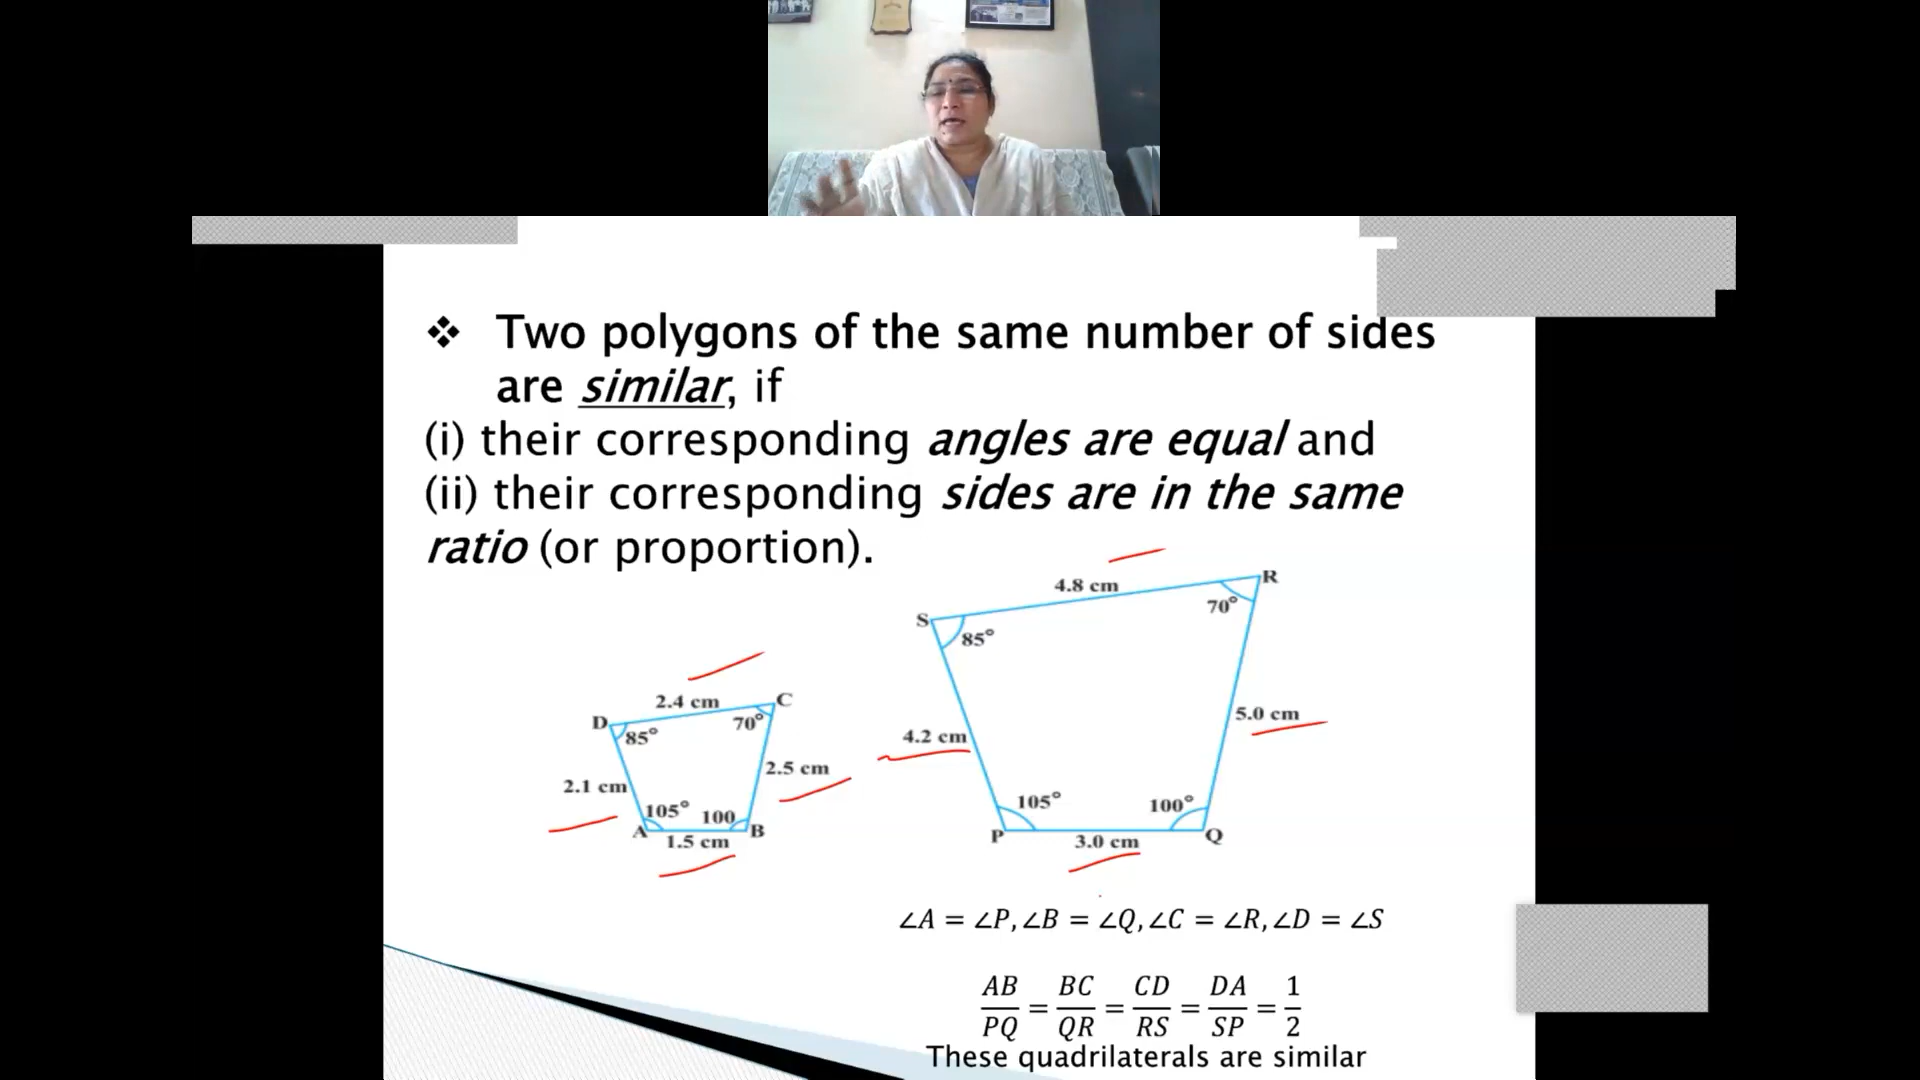 ❖ Two polygons of the same number of sides
are similar, if
(i) their corresponding angles are equal and
(ii) their corresponding sides are in the same
ratio (or proportion).
4.8 cm
R
70°
S
85°
2.4 cm
C
D
70°
85°
5.0 cm
4.2 cm
2.5 cm
2.1 cm
105°
100°
105°
100
A
B
P
Q
1.5 cm
3.0 cm
∠A = ∠P, ∠B = ∠Q, ∠C = ∠R, ∠D = ∠S
AB/PQ = BC/QR = CD/RS = DA/SP = 1/2
These quadrilaterals are similar